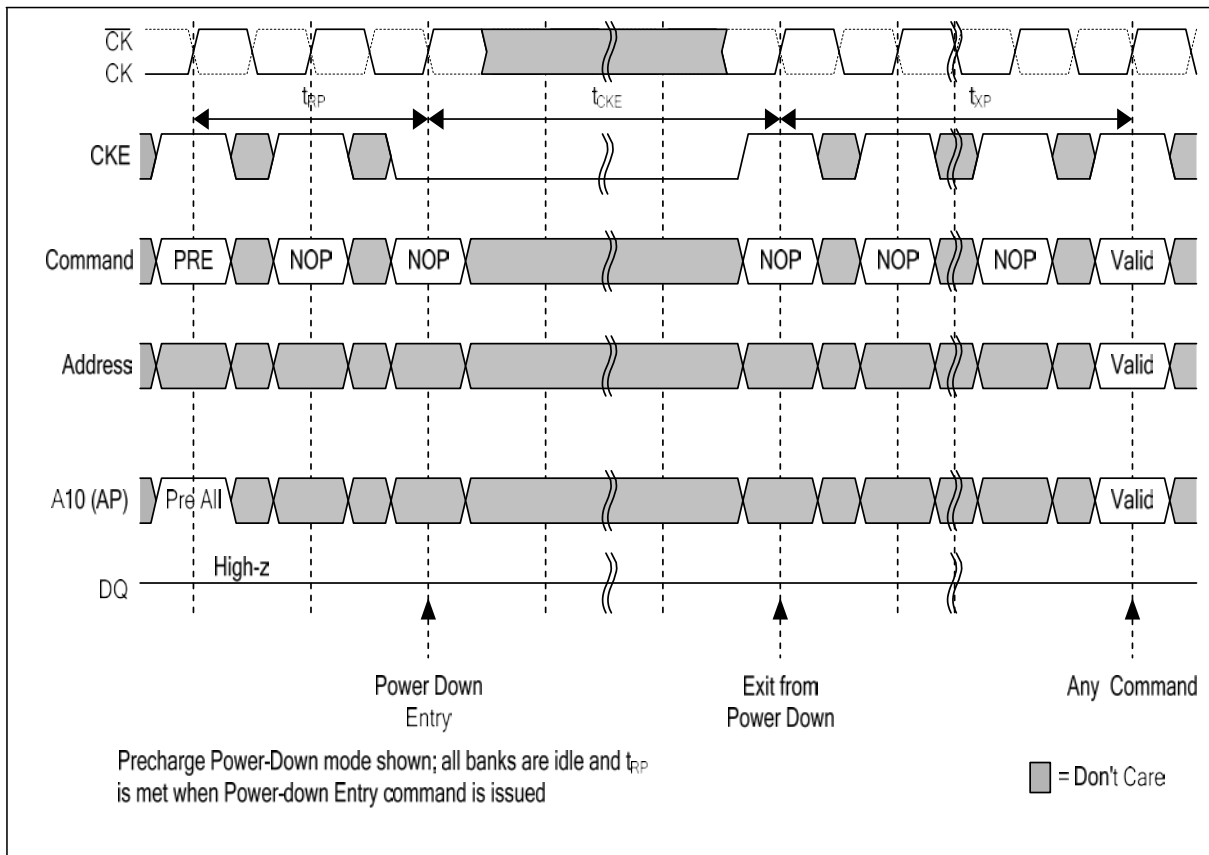 CK
CK
tRP
tCKE
tXP
CKE
Command
PRE
NOP
NOP
NOP
NOP
NOP
Valid
Address
Valid
A10 (AP)
Pre All
Valid
High-z
DQ
Power Down
Entry
Exit from
Power Down
Any Command
Precharge Power-Down mode shown; all banks are idle and tRP
is met when Power-down Entry command is issued
= Don't Care